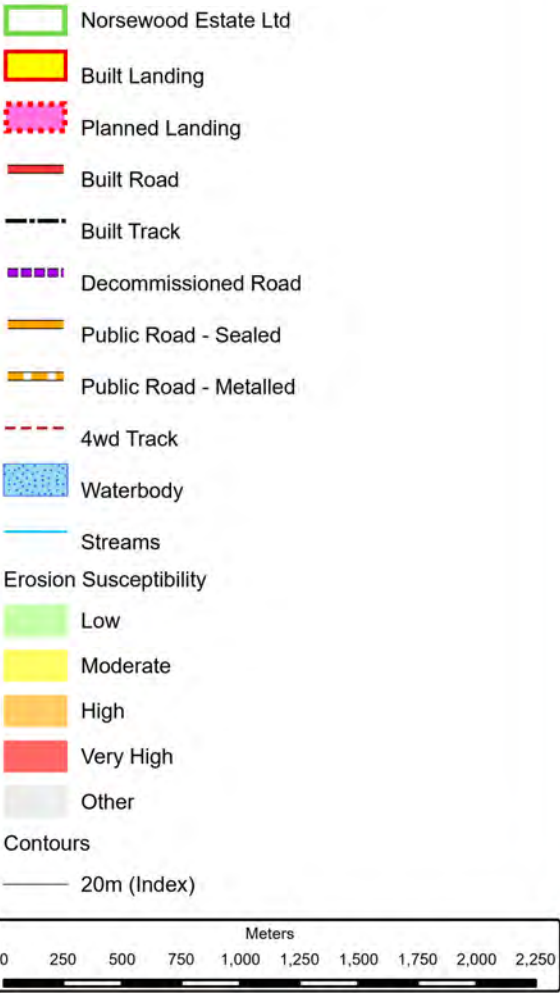 Norsewood Estate Ltd
Built Landing
Planned Landing
Built Road
Built Track
Decommissioned Road
Public Road - Sealed
Public Road - Metalled
4wd Track
Waterbody
Streams
Erosion Susceptibility
Low
Moderate
High
Very High
Other
Contours
20m (Index)
Meters
0 250 500 750 1,000 1,250 1,500 1,750 2,000 2,250